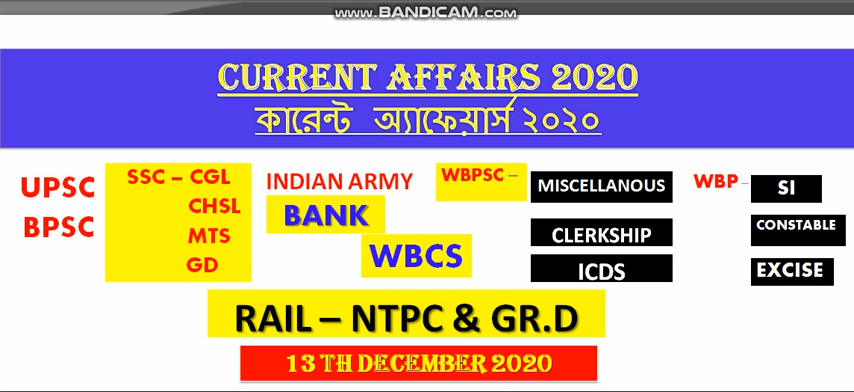 www.BANDICAM.com
CURRENT AFFAIRS 2020
কারেন্ট অ্যাফেয়ার্স ২০২০
UPSC
BPSC
SSC – CGL
CHSL
MTS
GD
INDIAN ARMY
BANK
WBCS
WBPSC –
MISCELLANOUS
CLERKSHIP
ICDS
WBP –
SI
CONSTABLE
EXCISE
RAIL – NTPC & GR.D
13 TH DECEMBER 2020